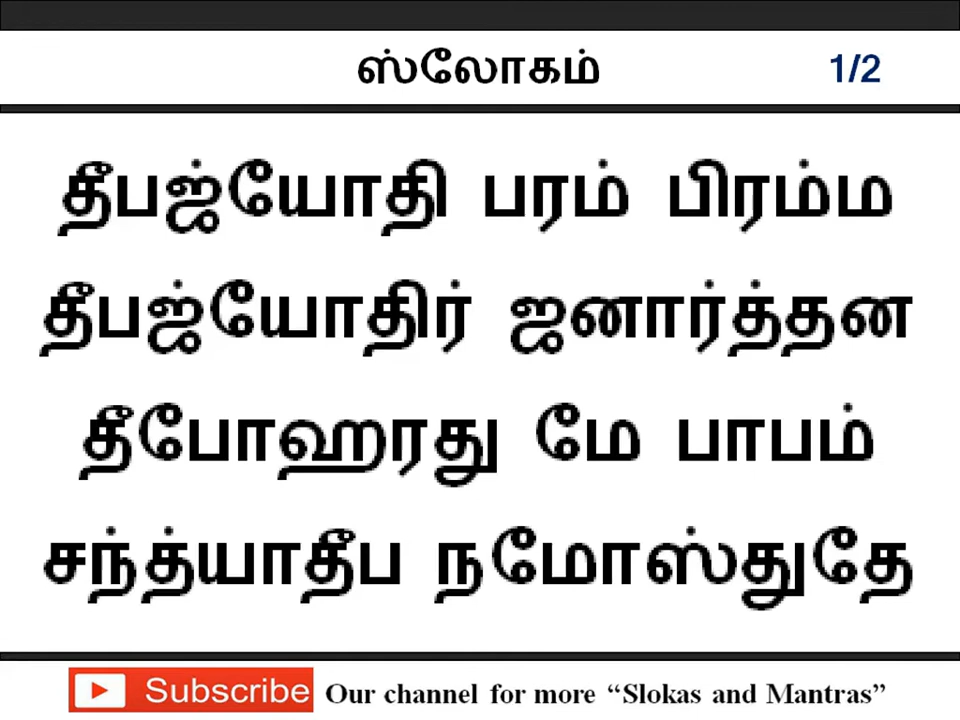 ஸ்லோகம் 1/2
தீபஜ்யோதி பரம் பிரம்ம
தீபஜ்யோதிர் ஜனார்த்தன
தீபோஹரது மே பாபம்
சந்த்யாதீப நமோஸ்துதே
Subscribe Our channel for more “Slokas and Mantras”